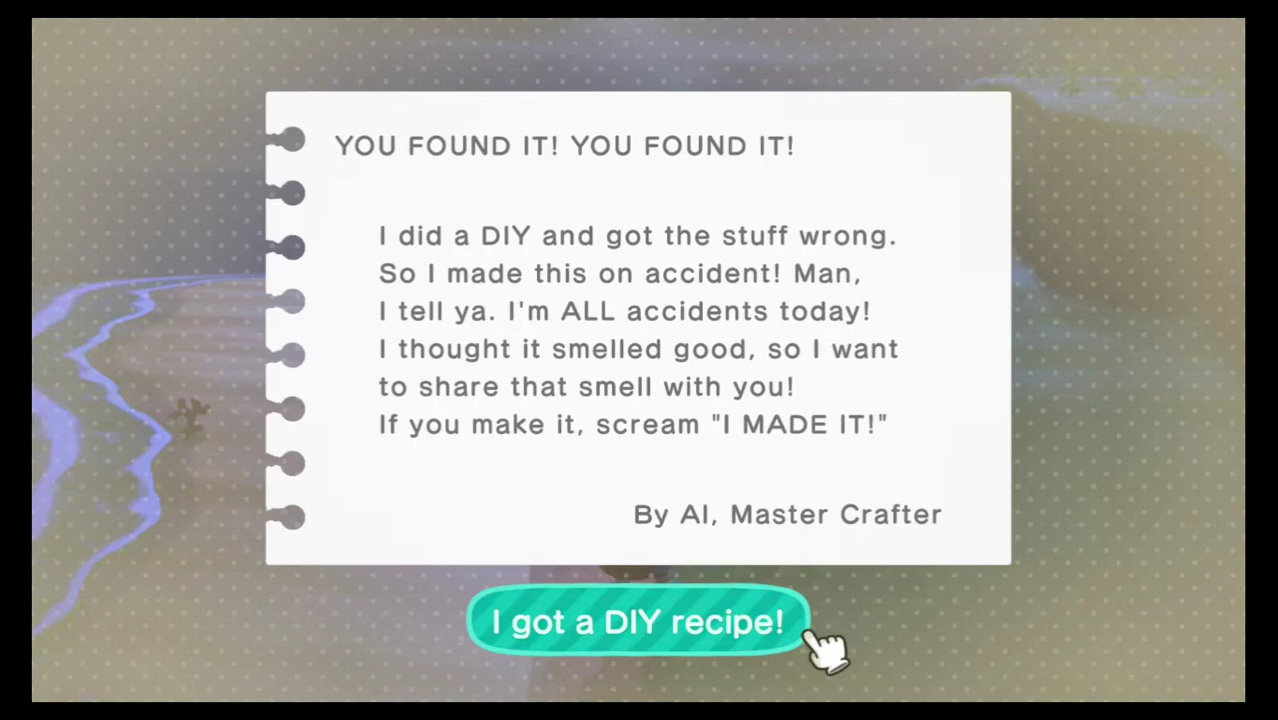 YOU FOUND IT! YOU FOUND IT!
I did a DIY and got the stuff wrong.
So I made this on accident! Man,
I tell ya. I'm ALL accidents today!
I thought it smelled good, so I want
to share that smell with you!
If you make it, scream "I MADE IT!"
By Al, Master Crafter
I got a DIY recipe!